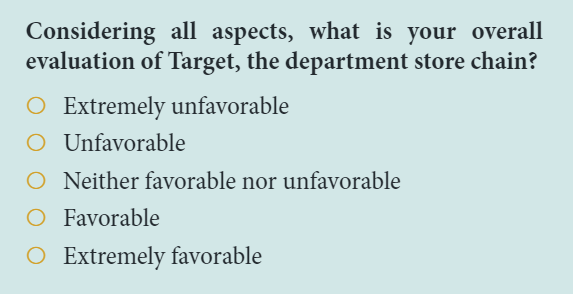 Considering all aspects, what is your overall
evaluation of Target, the department store chain?
Extremely unfavorable
Unfavorable
Neither favorable nor unfavorable
Favorable
Extremely favorable